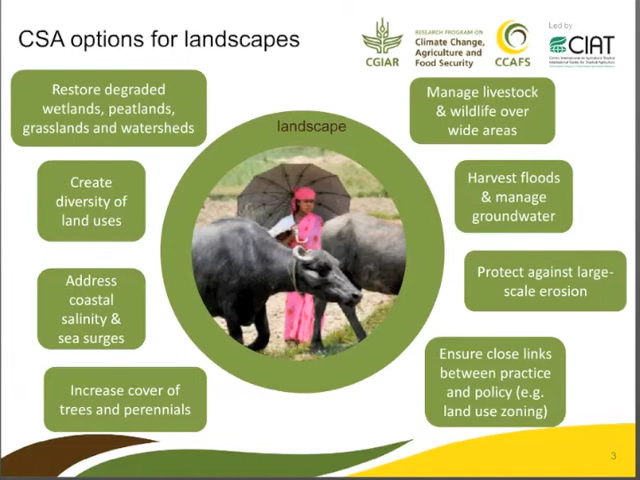 CSA options for landscapes
CGIAR
RESEARCH PROGRAM ON
Climate Change,
Agriculture and
Food Security
CCAFS
Led by
CIAT
Restore degraded
wetlands, peatlands,
grasslands and watersheds
Create
diversity of
land uses
Address
coastal
salinity &
sea surges
Increase cover of
trees and perennials
landscape
Manage livestock
& wildlife over
wide areas
Harvest floods
& manage
groundwater
Protect against large-
scale erosion
Ensure close links
between practice
and policy (e.g.
land use zoning)
3